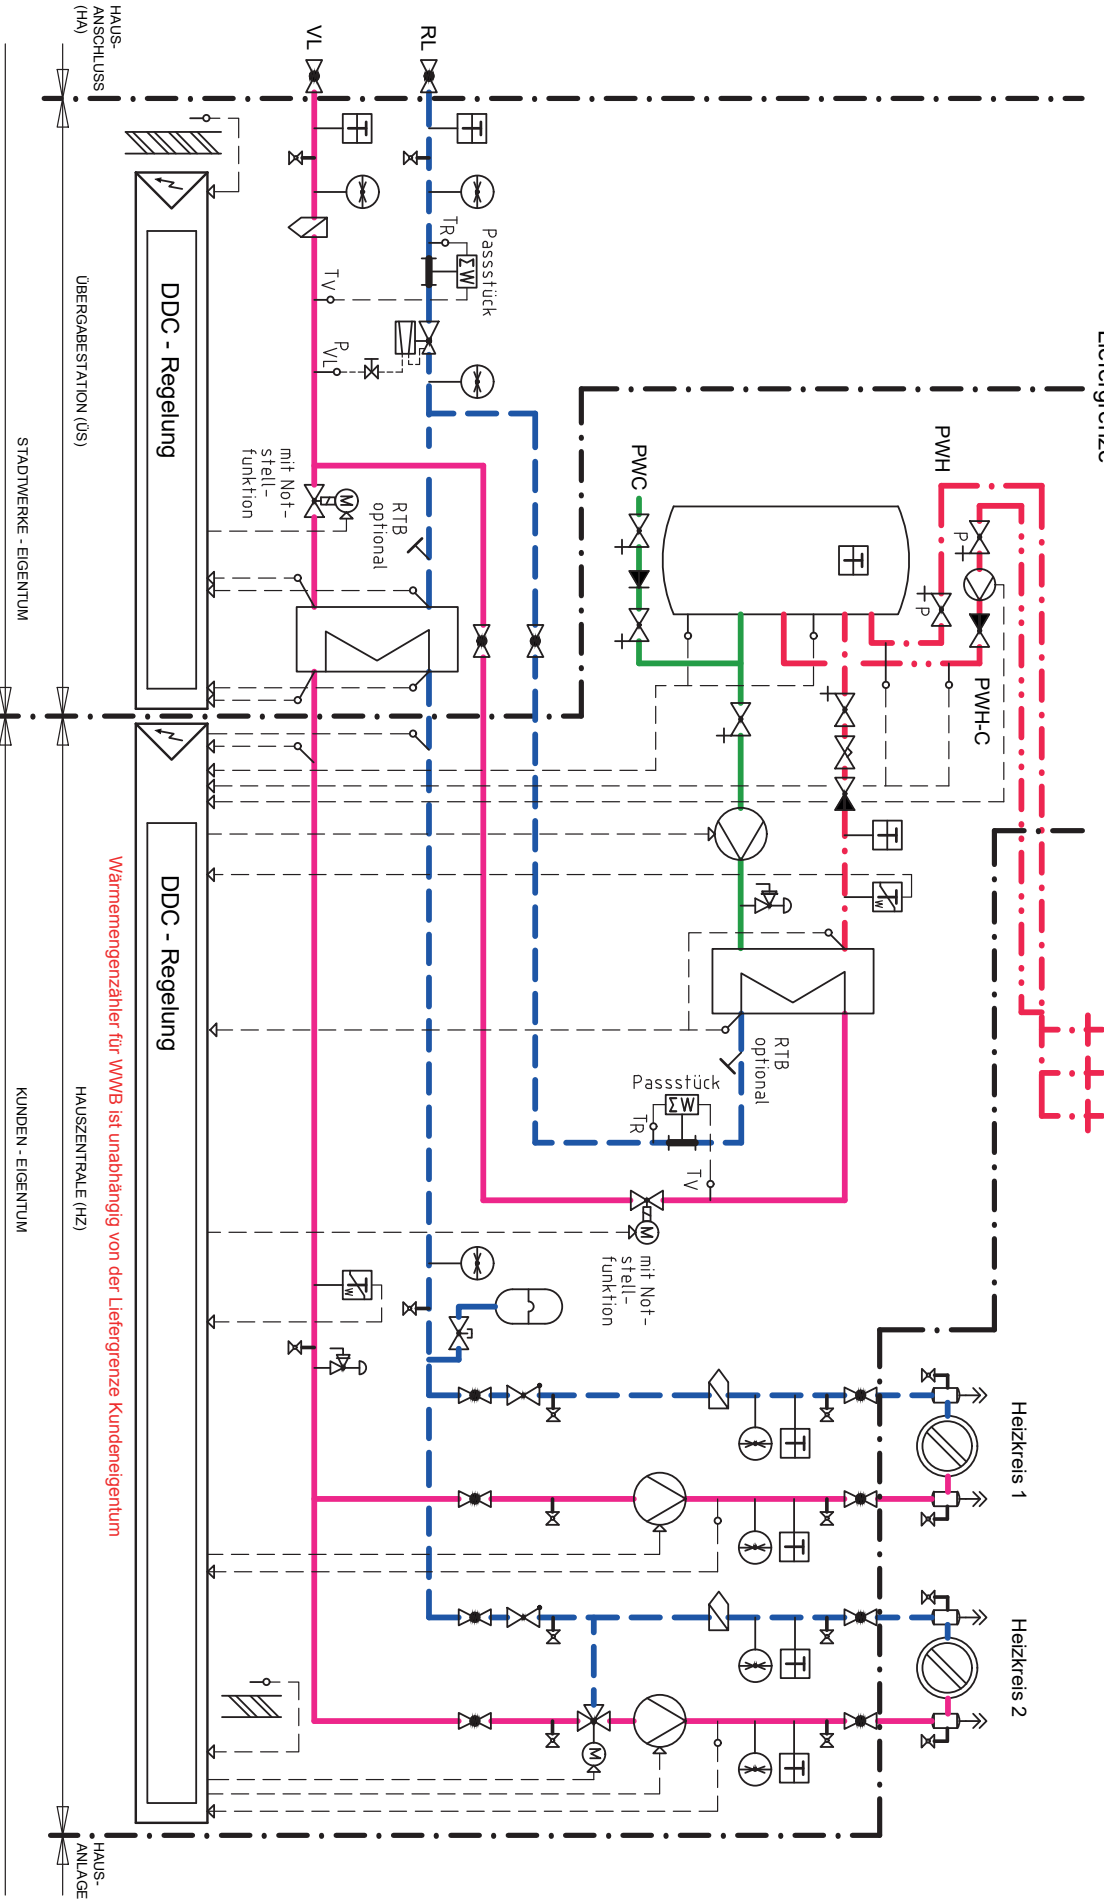 Liefergrenze
HAUS-
ANSCHLUSS
(HA)
VL
RL
ÜBERGABESTATION (ÜS)
STADTWERKE - EIGENTUM
DDC - Regelung
TR
Passstück
ΣW
TV
PVL
mit Not-
stell-
funktion
M
RTB
optional
PWC
PWH
P
P
PWH-C
T
W
DDC - Regelung
Wärmemengenzähler für WWB ist unabhängig von der Liefergrenze Kundeneigentum
HAUSZENTRALE (HZ)
KUNDEN - EIGENTUM
RTB
optional
Passstück
ΣW
TR
TV
M
mit Not-
stell-
funktion
W
Heizkreis 1
Heizkreis 2
M
HAUS-
ANLAGE